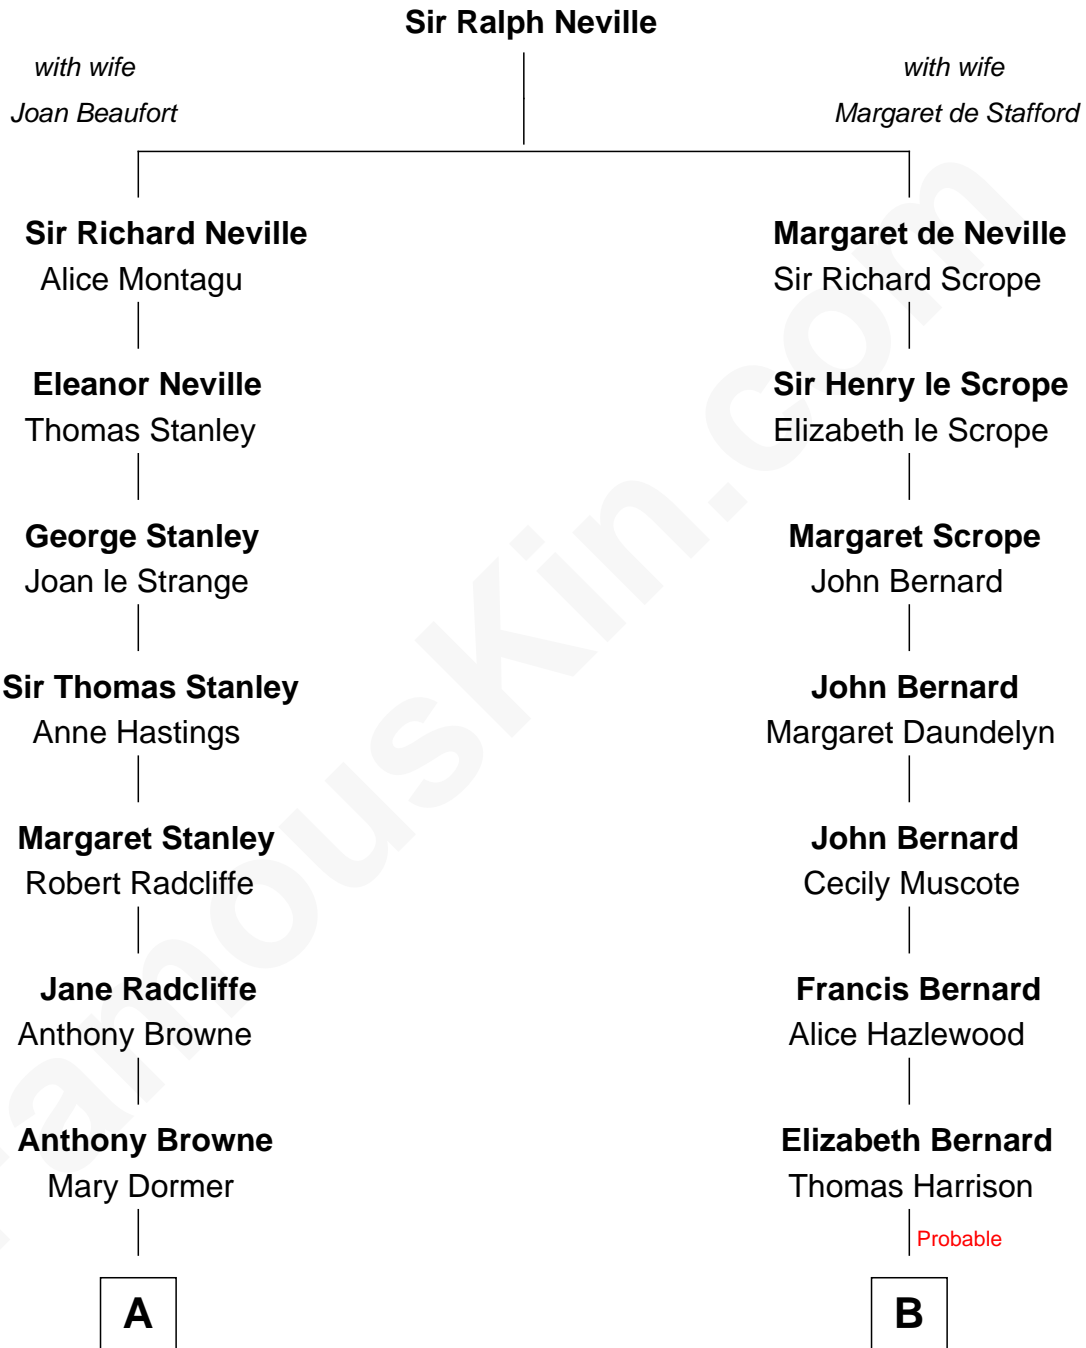 Sir Ralph Neville
with wife
Joan Beaufort
with wife
Margaret de Stafford
Sir Richard Neville
Alice Montagu
Margaret de Neville
Sir Richard Scrope
Eleanor Neville
Thomas Stanley
Sir Henry le Scrope
Elizabeth le Scrope
George Stanley
Joan le Strange
Margaret Scrope
John Bernard
Sir Thomas Stanley
Anne Hastings
John Bernard
Margaret Daundelyn
Margaret Stanley
Robert Radcliffe
John Bernard
Cecily Muscote
Jane Radcliffe
Anthony Browne
Francis Bernard
Alice Hazlewood
Anthony Browne
Mary Dormer
Elizabeth Bernard
Thomas Harrison
Probable
A
B
FamousKin.com